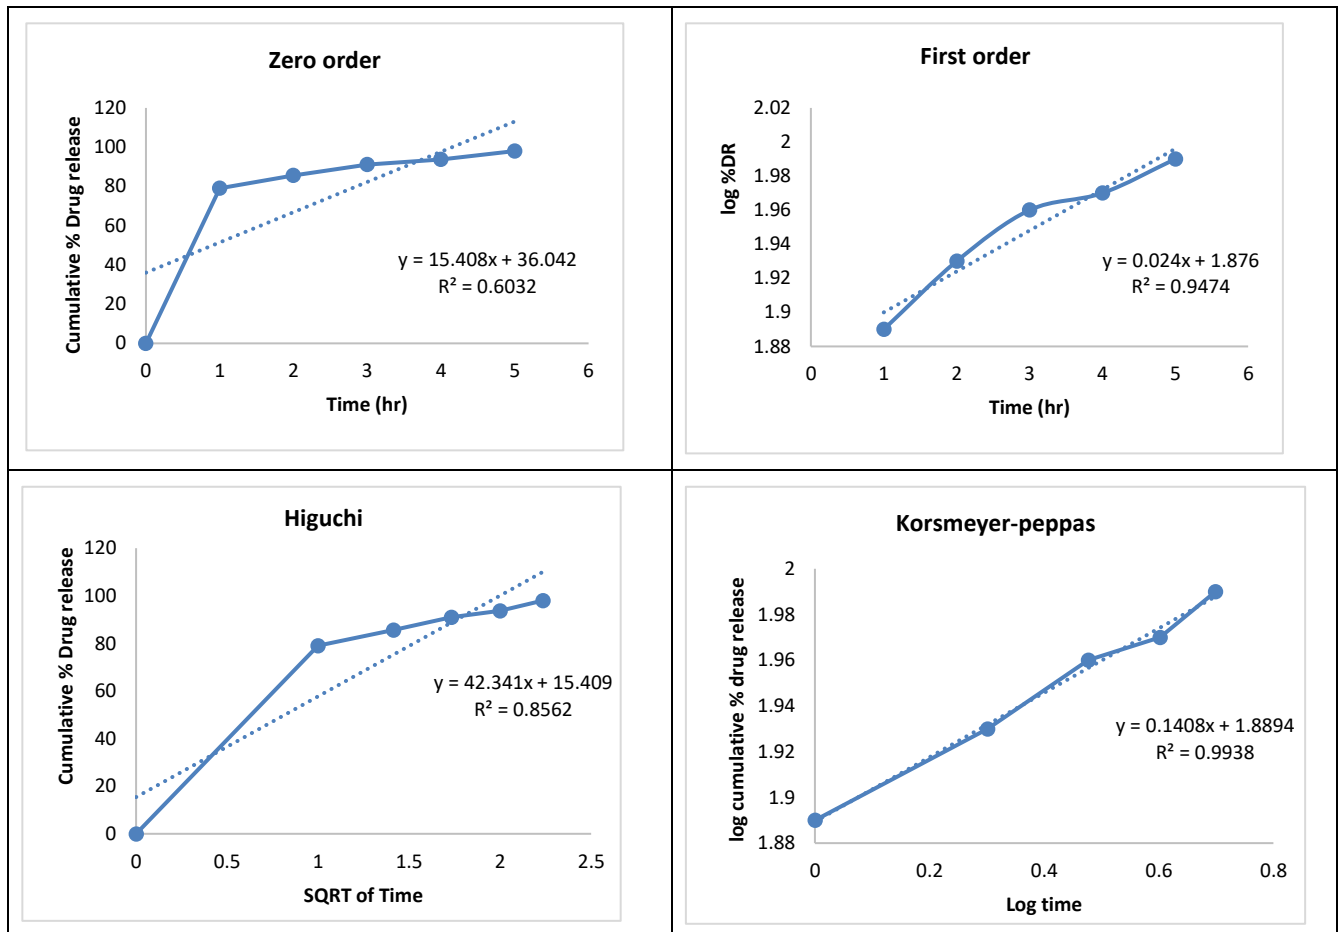 Zero order
Cumulative % Drug release
120
100
80
60
40
20
0
y = 15.408x + 36.042
R² = 0.6032
0 1 2 3 4 5 6
Time (hr)
First order
log %DR
2.02
2
1.98
1.96
1.94
1.92
1.9
1.88
y = 0.024x + 1.876
R² = 0.9474
0 1 2 3 4 5 6
Time (hr)
Higuchi
Cumulative % Drug release
120
100
80
60
40
20
0
y = 42.341x + 15.409
R² = 0.8562
0 0.5 1 1.5 2 2.5
SQRT of Time
Korsmeyer-peppas
log cumulative % drug release
2
1.98
1.96
1.94
1.92
1.9
1.88
y = 0.1408x + 1.8894
R² = 0.9938
0 0.2 0.4 0.6 0.8
Log time